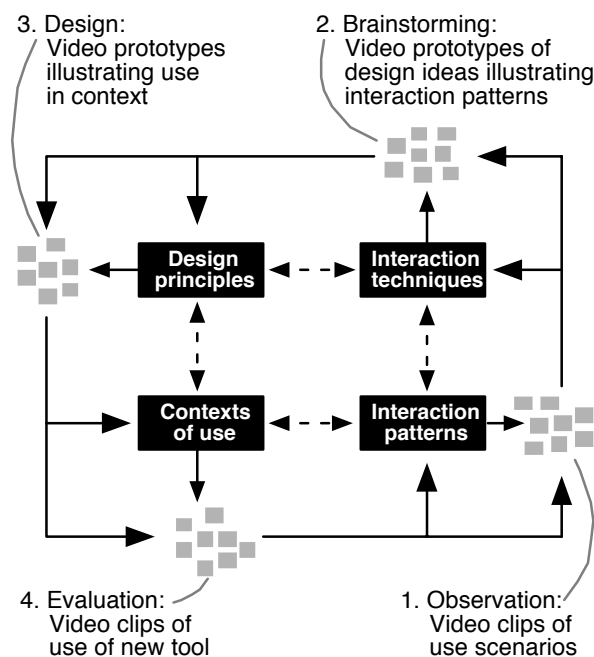 3. Design:
Video prototypes
illustrating use
in context
2. Brainstorming:
Video prototypes of
design ideas illustrating
interaction patterns
Design
principles
Interaction
techniques
Contexts
of use
Interaction
patterns
4. Evaluation:
Video clips of
use of new tool
1. Observation:
Video clips of
use scenarios